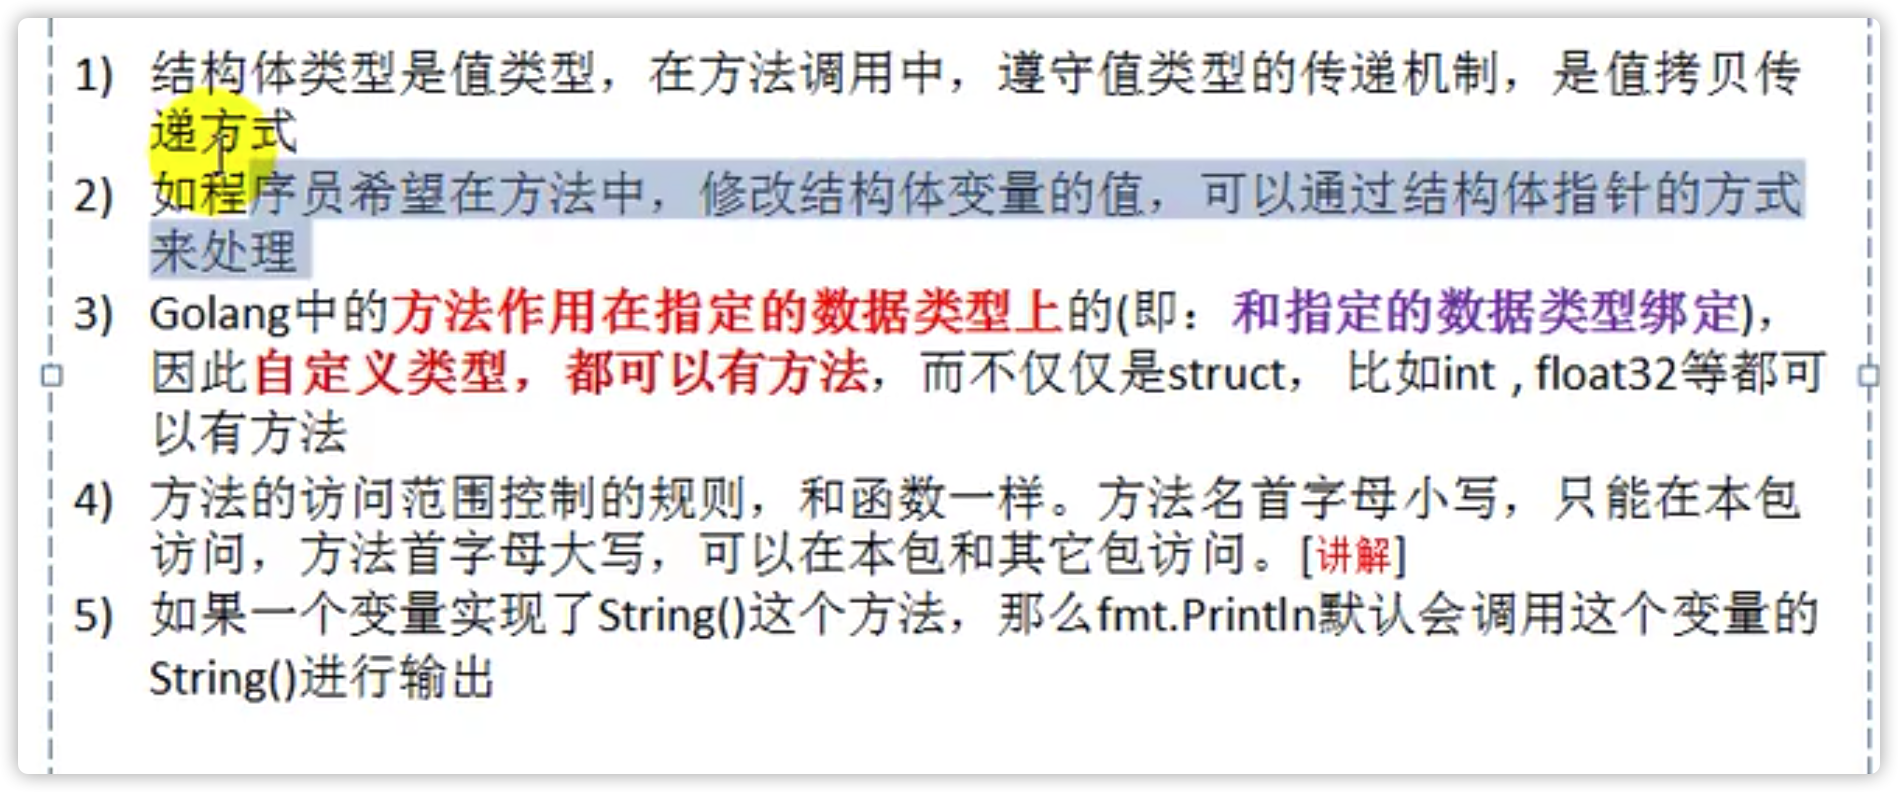 1) 结构体类型是值类型，在方法调用中，遵守值类型的传递机制，是值拷贝传
递方式
2) 如程序员希望在方法中，修改结构体变量的值，可以通过结构体指针的方式
来处理
3) Golang中的方法作用在指定的数据类型上的(即：和指定的数据类型绑定)，
因此自定义类型，都可以有方法，而不仅仅是struct， 比如int , float32等都可
以有方法
4) 方法的访问范围控制的规则，和函数一样。方法名首字母小写，只能在本包
访问，方法首字母大写，可以在本包和其它包访问。[讲解]
5) 如果一个变量实现了String()这个方法，那么fmt.Println默认会调用这个变量的
String()进行输出